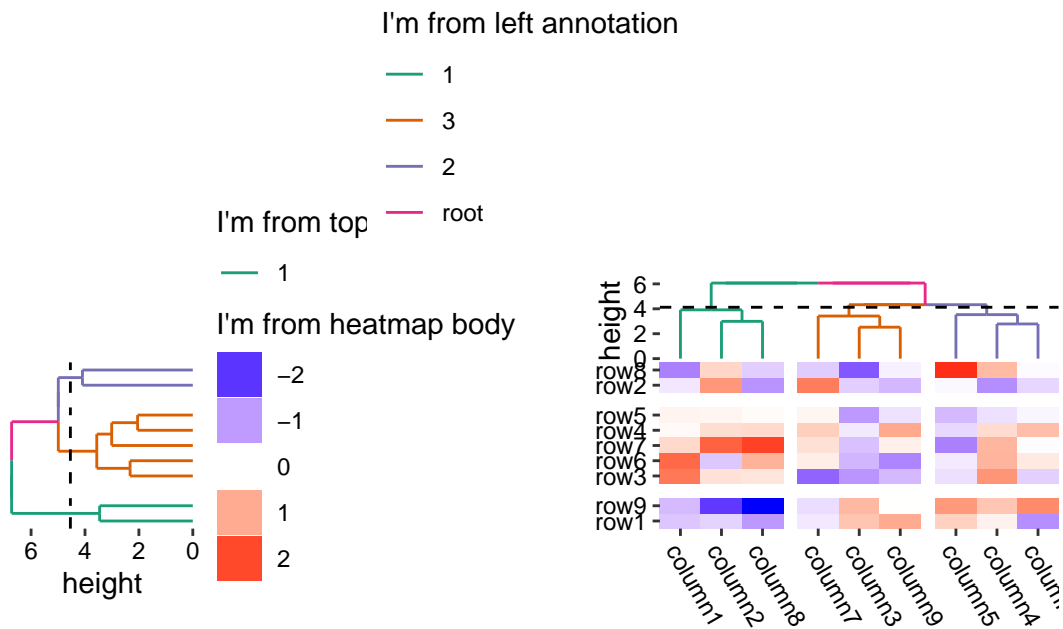 I'm from left annotation
1
3
2
root
I'm from top
1
I'm from heatmap body
−2
−1
0
1
2
6 4 2 0
height
6
4
2
0
height
row8
row2
row5
row4
row7
row6
row3
row9
row1
column1 column2 column8 column7 column3 column9 column5 column4 colum